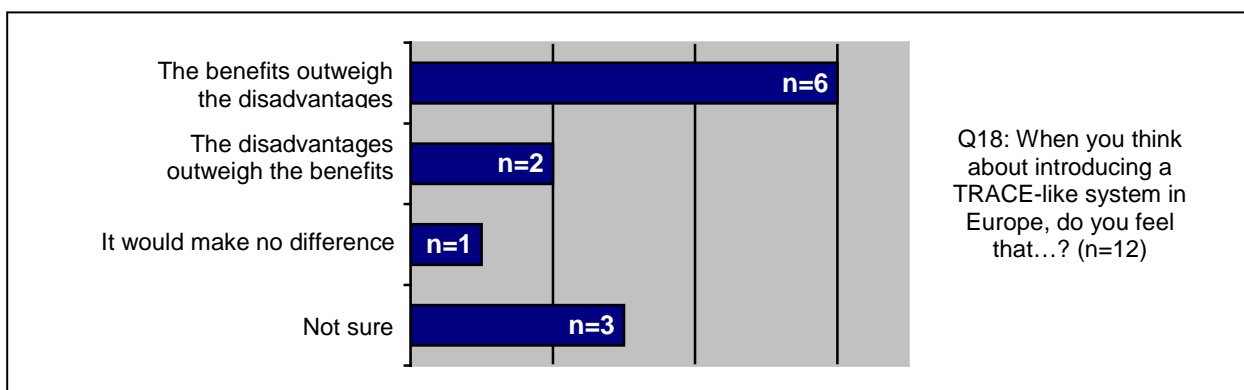 The benefits outweigh
the disadvantages
n=6
The disadvantages
outweigh the benefits
n=2
It would make no difference
n=1
Not sure
n=3
Q18: When you think
about introducing a
TRACE-like system in
Europe, do you feel
that…? (n=12)